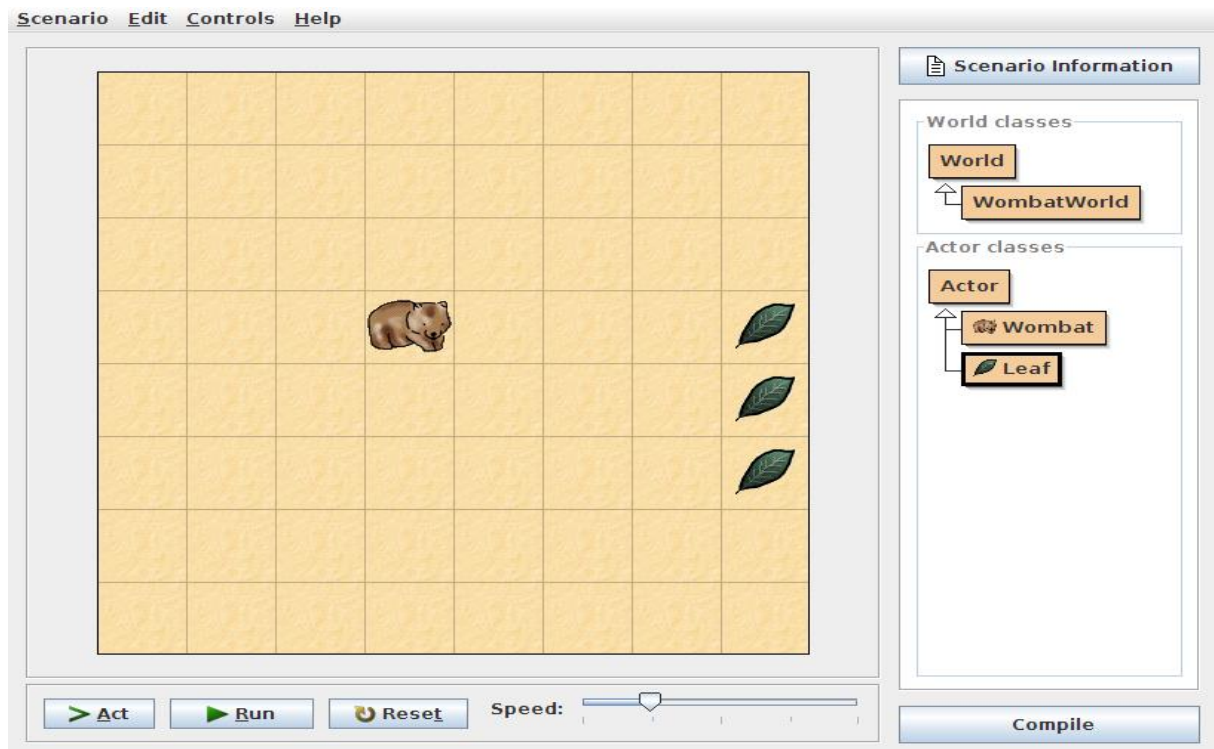 Scenario Edit Controls Help
Scenario Information
World classes
World
WombatWorld
Actor classes
Actor
Wombat
Leaf
> Act
Run
Reset
Speed:
Compile